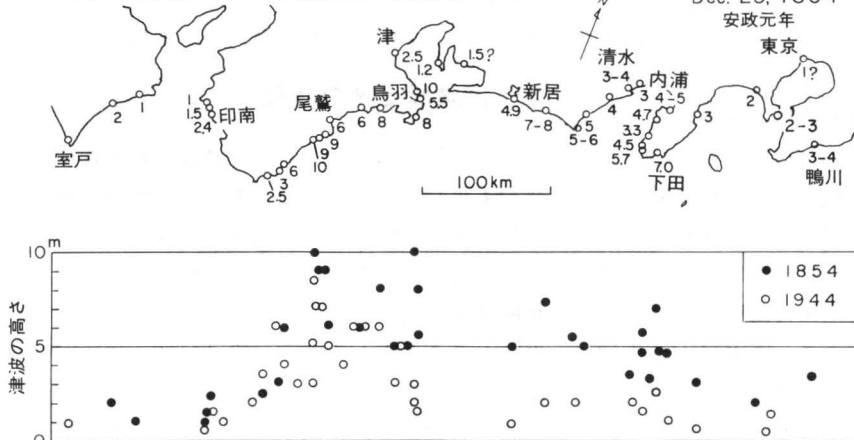 Dec. 23, 1854
安政元年
N
東京
1?
津
2.5
1.2
1.5?
清水
3-4
3
内浦
4-5
2
2-3
3-4
鴨川
鳥羽
10
5.5
8
新居
4.9
7-8
5
5-6
4
4.7
3.3
4.5
5.7
7.0
下田
3
尾鷲
6
6
8
9
9
10
6
3
2.5
1
1.5
2.4
印南
1
2
室戸
100km
10 m
5
0
津波の高さ
● 1854
○ 1944